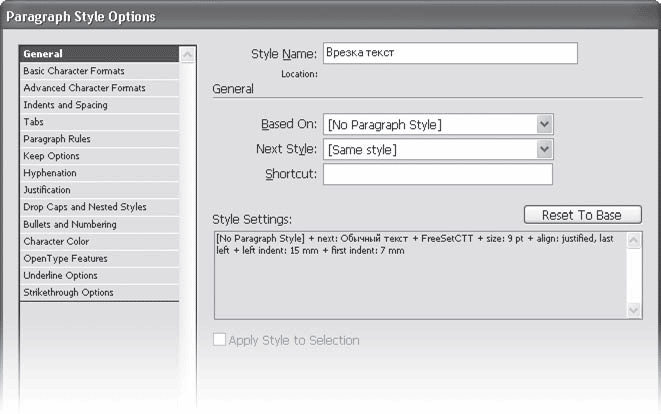 Paragraph Style Options
General
Basic Character Formats
Advanced Character Formats
Indents and Spacing
Tabs
Paragraph Rules
Keep Options
Hyphenation
Justification
Drop Caps and Nested Styles
Bullets and Numbering
Character Color
OpenType Features
Underline Options
Strikethrough Options
Style Name: Врезка текст
Location:
General
Based On: [No Paragraph Style]
Next Style: [Same style]
Shortcut:
Style Settings: Reset To Base
[No Paragraph Style] + next: Обычный текст + FreeSetCTT + size: 9 pt + align: justified, last
left + left indent: 15 mm + first indent: 7 mm
Apply Style to Selection